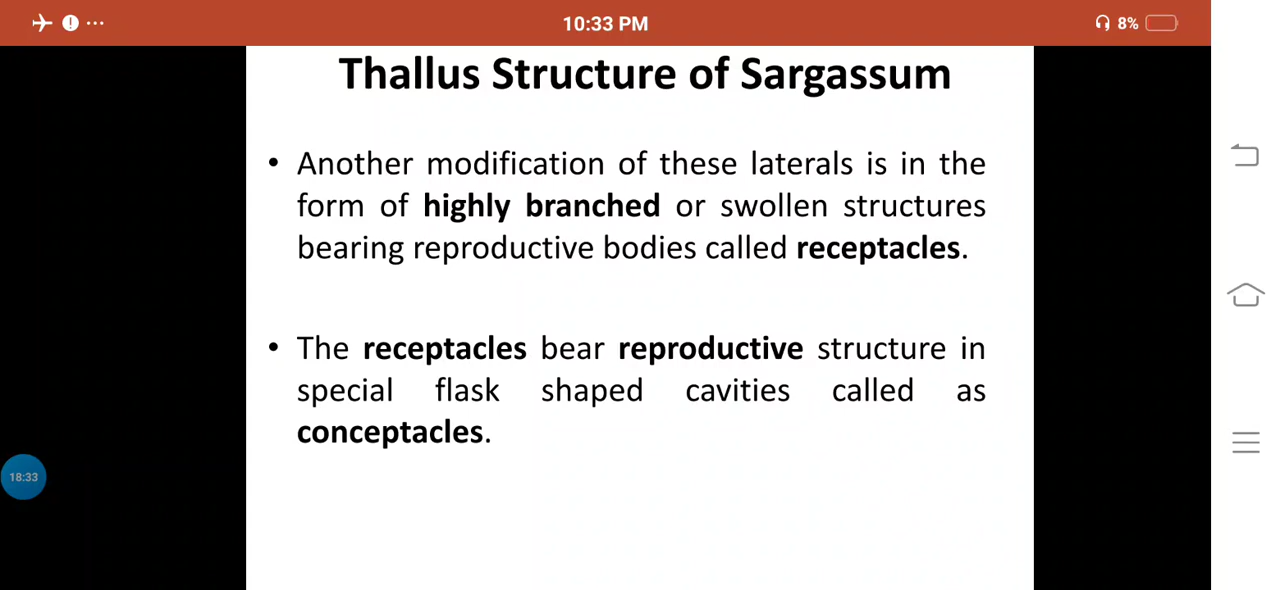 10:33 PM
8%
Thallus Structure of Sargassum
• Another modification of these laterals is in the
form of highly branched or swollen structures
bearing reproductive bodies called receptacles.
• The receptacles bear reproductive structure in
special flask shaped cavities called as
conceptacles.
18:33